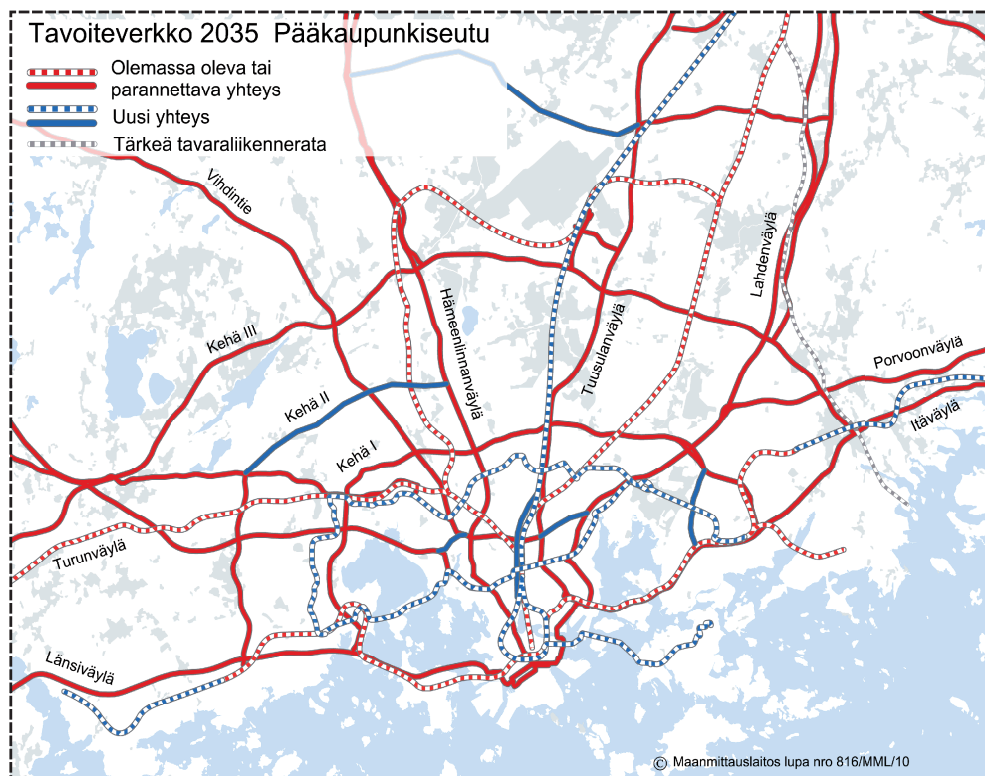 Tavoiteverkko 2035 Pääkaupunkiseutu
Olemassa oleva tai
parannettava yhteys
Uusi yhteys
Tärkeä tavaraliikennerata
Vihdintie
Lahdenväylä
Hämeenlinnanväylä
Tuusulanväylä
Kehä III
Porvoonväylä
Kehä II
Itäväylä
Kehä I
Turunväylä
Länsiväylä
© Maanmittauslaitos lupa nro 816/MML/10